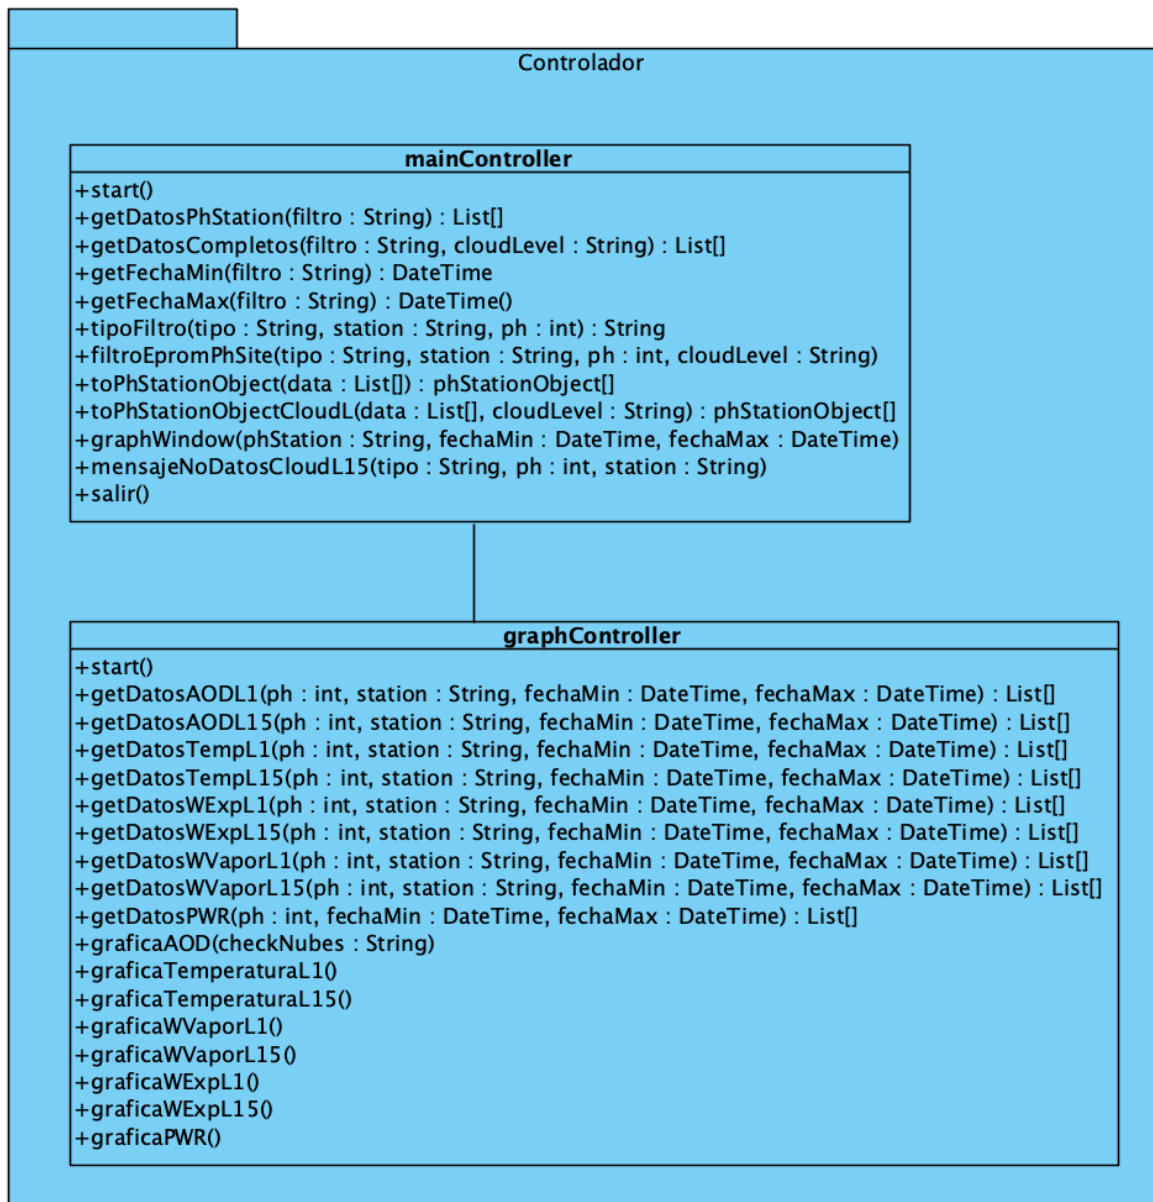 Controlador
mainController
+start()
+getDatosPhStation(filtro : String) : List[]
+getDatosCompletos(filtro : String, cloudLevel : String) : List[]
+getFechaMin(filtro : String) : DateTime
+getFechaMax(filtro : String) : DateTime()
+tipoFiltro(tipo : String, station : String, ph : int) : String
+filtroEpromPhSite(tipo : String, station : String, ph : int, cloudLevel : String)
+toPhStationObject(data : List[]) : phStationObject[]
+toPhStationObjectCloudL(data : List[], cloudLevel : String) : phStationObject[]
+graphWindow(phStation : String, fechaMin : DateTime, fechaMax : DateTime)
+mensajeNoDatosCloudL15(tipo : String, ph : int, station : String)
+salir()
graphController
+start()
+getDatosAODL1(ph : int, station : String, fechaMin : DateTime, fechaMax : DateTime) : List[]
+getDatosAODL15(ph : int, station : String, fechaMin : DateTime, fechaMax : DateTime) : List[]
+getDatosTempL1(ph : int, station : String, fechaMin : DateTime, fechaMax : DateTime) : List[]
+getDatosTempL15(ph : int, station : String, fechaMin : DateTime, fechaMax : DateTime) : List[]
+getDatosWExpL1(ph : int, station : String, fechaMin : DateTime, fechaMax : DateTime) : List[]
+getDatosWExpL15(ph : int, station : String, fechaMin : DateTime, fechaMax : DateTime) : List[]
+getDatosWVaporL1(ph : int, station : String, fechaMin : DateTime, fechaMax : DateTime) : List[]
+getDatosWVaporL15(ph : int, station : String, fechaMin : DateTime, fechaMax : DateTime) : List[]
+getDatosPWR(ph : int, fechaMin : DateTime, fechaMax : DateTime) : List[]
+graficaAOD(checkNubes : String)
+graficaTemperaturaL1()
+graficaTemperaturaL15()
+graficaWVaporL1()
+graficaWVaporL15()
+graficaWExpL1()
+graficaWExpL15()
+graficaPWR()